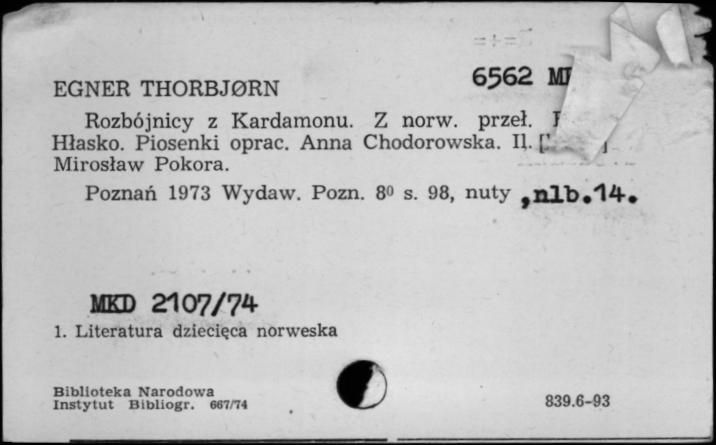 EGNER THORBJØRN
6562
Rozbójnicy z Kardamonu. Z norw. przeł.
Hłasko. Piosenki oprac. Anna Chodorowska. Il.
Mirosław Pokora.
Poznań 1973 Wydaw. Pozn. 8⁰ s. 98, nuty ,nlb.14.
MKD 2107/74
1. Literatura dziecięca norweska
Biblioteka Narodowa
Instytut Bibliogr. 667/74
839.6-93